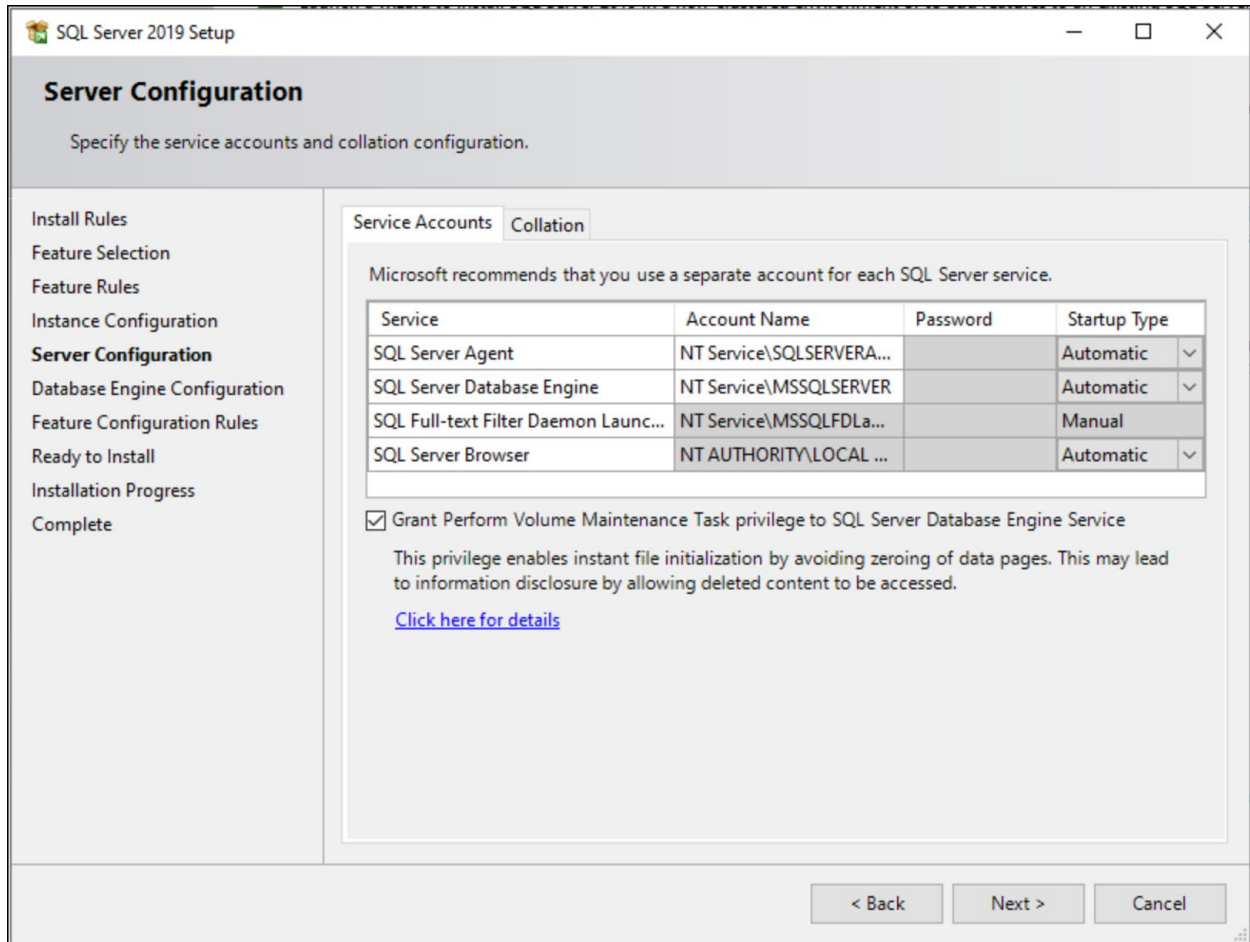 SQL Server 2019 Setup
Server Configuration
Specify the service accounts and collation configuration.
Install Rules
Feature Selection
Feature Rules
Instance Configuration
Server Configuration
Database Engine Configuration
Feature Configuration Rules
Ready to Install
Installation Progress
Complete
Service Accounts Collation
Microsoft recommends that you use a separate account for each SQL Server service.
Service Account Name Password Startup Type
SQL Server Agent NT Service\SQLSERVERA... Automatic
SQL Server Database Engine NT Service\MSSQLSERVER Automatic
SQL Full-text Filter Daemon Launc... NT Service\MSSQLFDLa... Manual
SQL Server Browser NT AUTHORITY\LOCAL ... Automatic
Grant Perform Volume Maintenance Task privilege to SQL Server Database Engine Service
This privilege enables instant file initialization by avoiding zeroing of data pages. This may lead
to information disclosure by allowing deleted content to be accessed.
Click here for details
< Back Next > Cancel